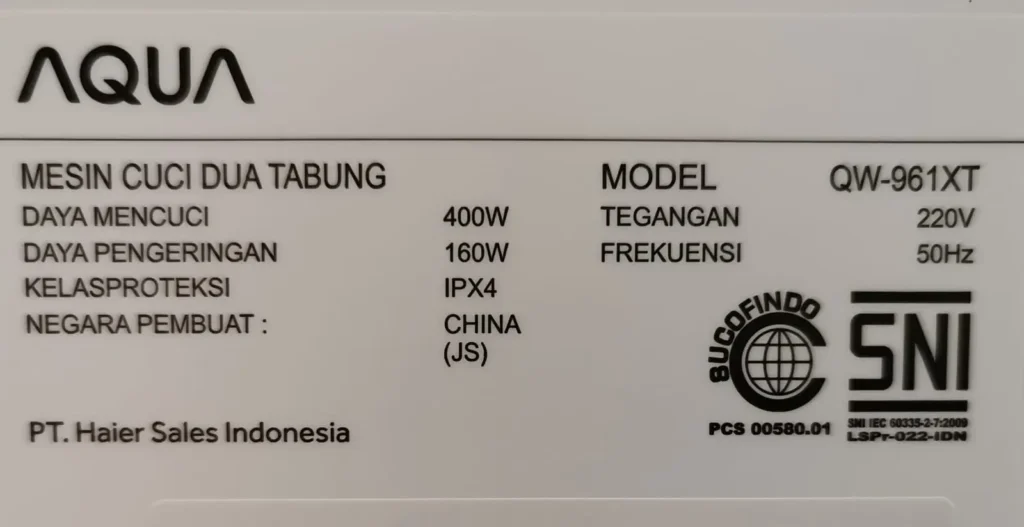 AQUA
MESIN CUCI DUA TABUNG
DAYA MENCUCI 400W
DAYA PENGERINGAN 160W
KELASPROTEKSI IPX4
NEGARA PEMBUAT : CHINA
(JS)
MODEL QW-961XT
TEGANGAN 220V
FREKUENSI 50Hz
SUCOFINDO
PCS 00580.01
SNI
SNI IEC 60335-2-7:2009
LSPr-022-IDN
PT. Haier Sales Indonesia